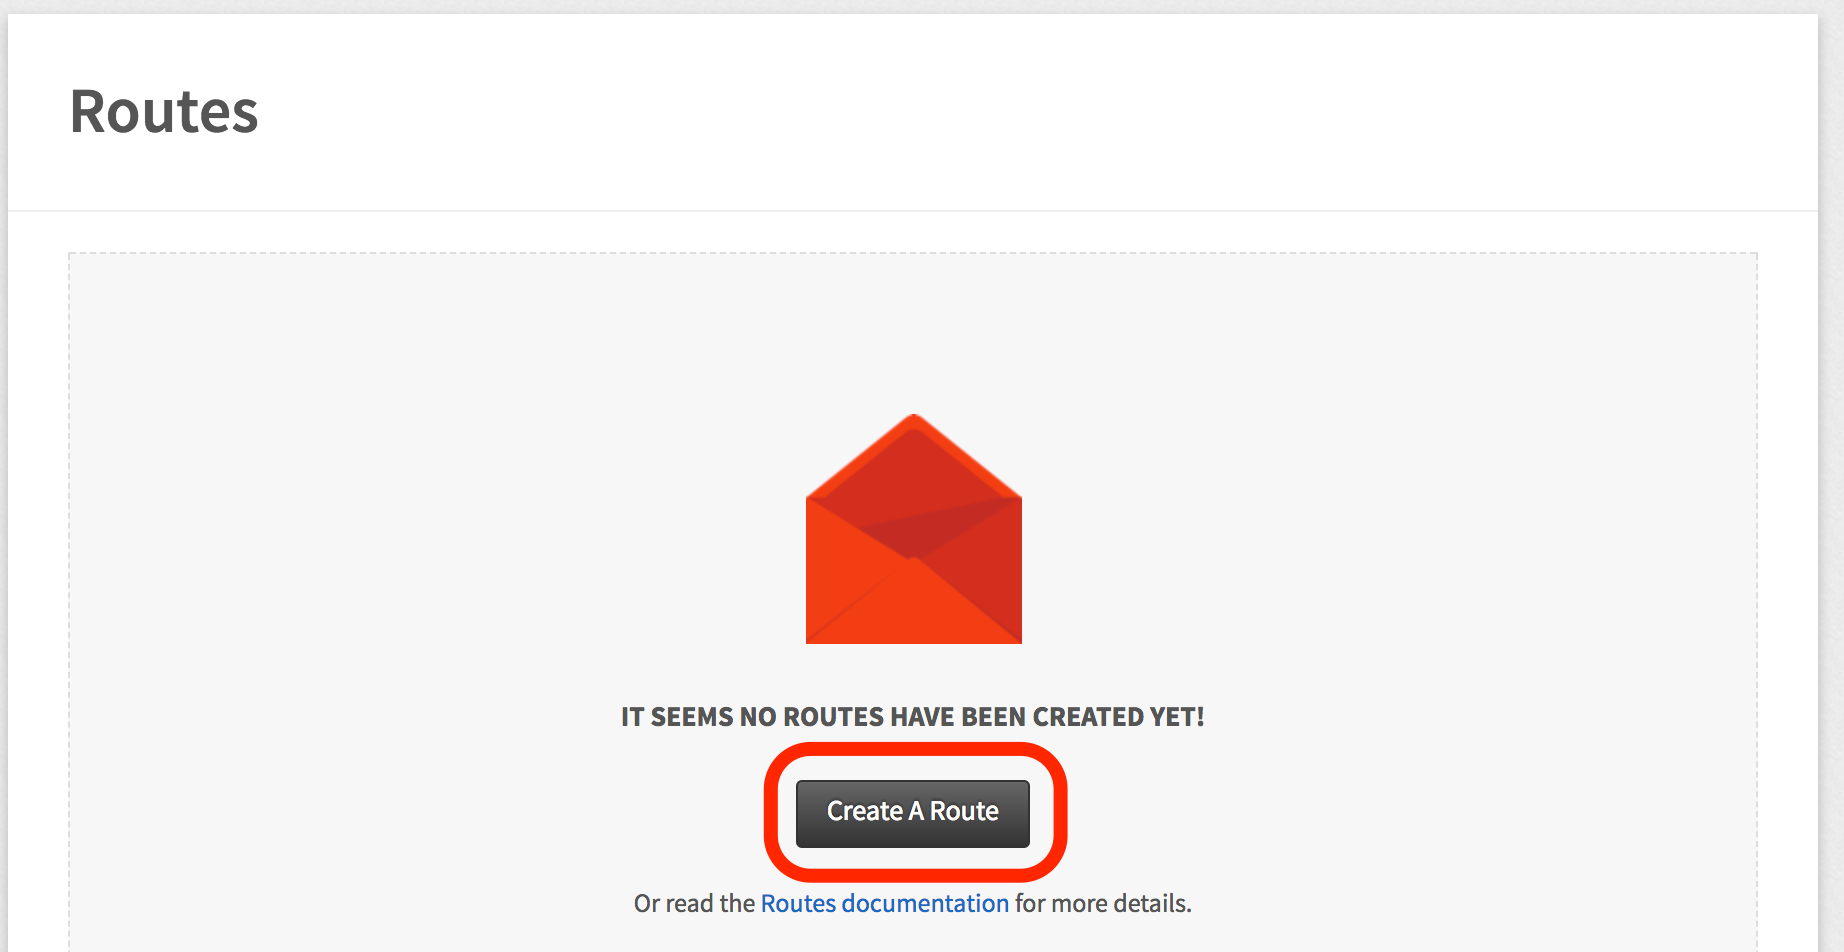 Routes
IT SEEMS NO ROUTES HAVE BEEN CREATED YET!
Create A Route
Or read the Routes documentation for more details.